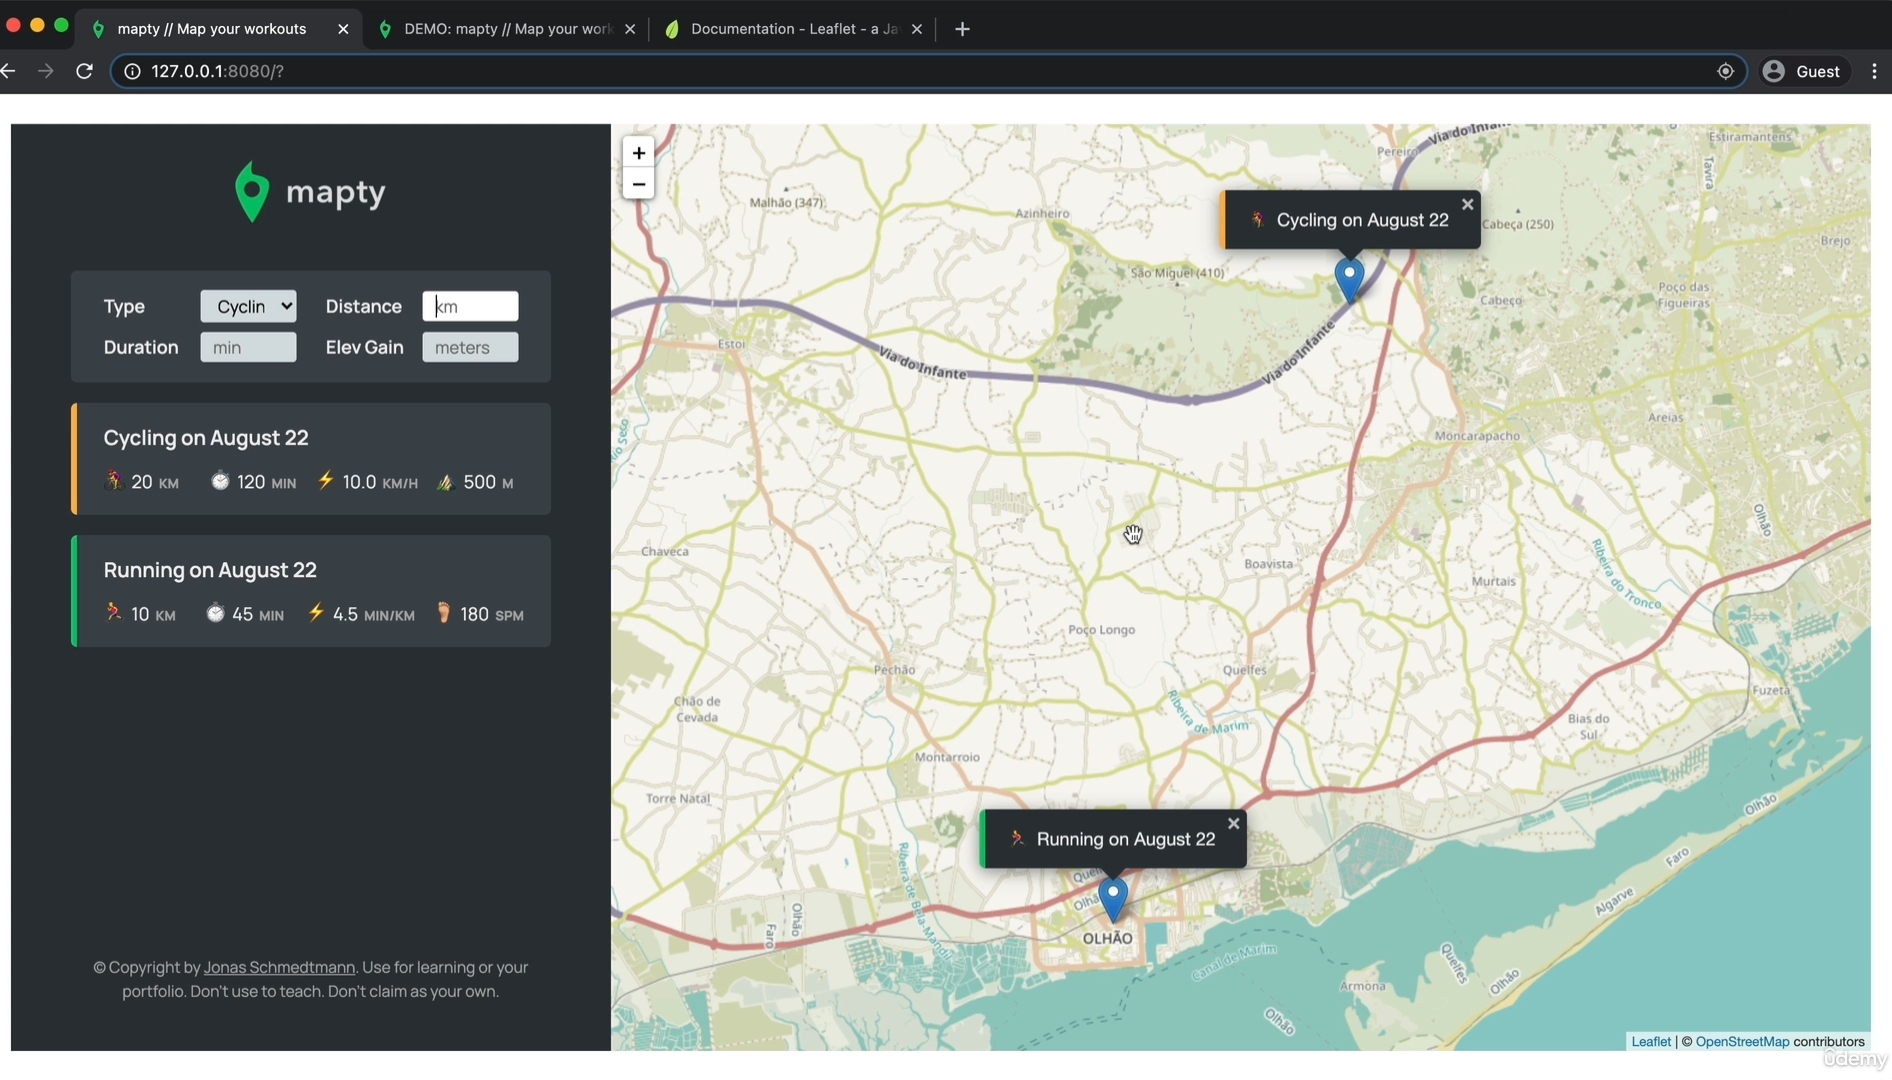 mapty // Map your workouts
DEMO: mapty // Map your work
Documentation - Leaflet - a Ja
127.0.0.1:8080/?
Guest
mapty
Type
Cyclin
Distance
km
Duration
min
Elev Gain
meters
Cycling on August 22
20 KM 120 MIN 10.0 KM/H 500 M
Running on August 22
10 KM 45 MIN 4.5 MIN/KM 180 SPM
© Copyright by Jonas Schmedtmann. Use for learning or your
portfolio. Don't use to teach. Don't claim as your own.
+
−
Via do Infan
Estiramantens
Pereiro
Tavira
Malhão (347)
Azinheiro
Cycling on August 22
Cabeça (250)
Brejo
São Miguel (410)
Poço das
Figueiras
Cabeço
Estoi
Via do Infante
Via do Infante
Areias
Moncarapacho
Rio Seco
Olhão
Chaveca
Boavista
Murtais
Ribeira do Tronco
Poço Longo
Pechão
Quelfes
Fuzeta
Chão de
Cevada
Ribeira de Marim
Bias do
Sul
Montarroio
Torre Natal
Olhão
Running on August 22
Faro
Ribeira de Bela-Mandil
Quel
Olhã
Algarve
Olhão
Faro
OLHÃO
Canal de Marim
Quelfes
Olhão
Armona
Olhão
Leaflet | © OpenStreetMap contributors
ûdemy